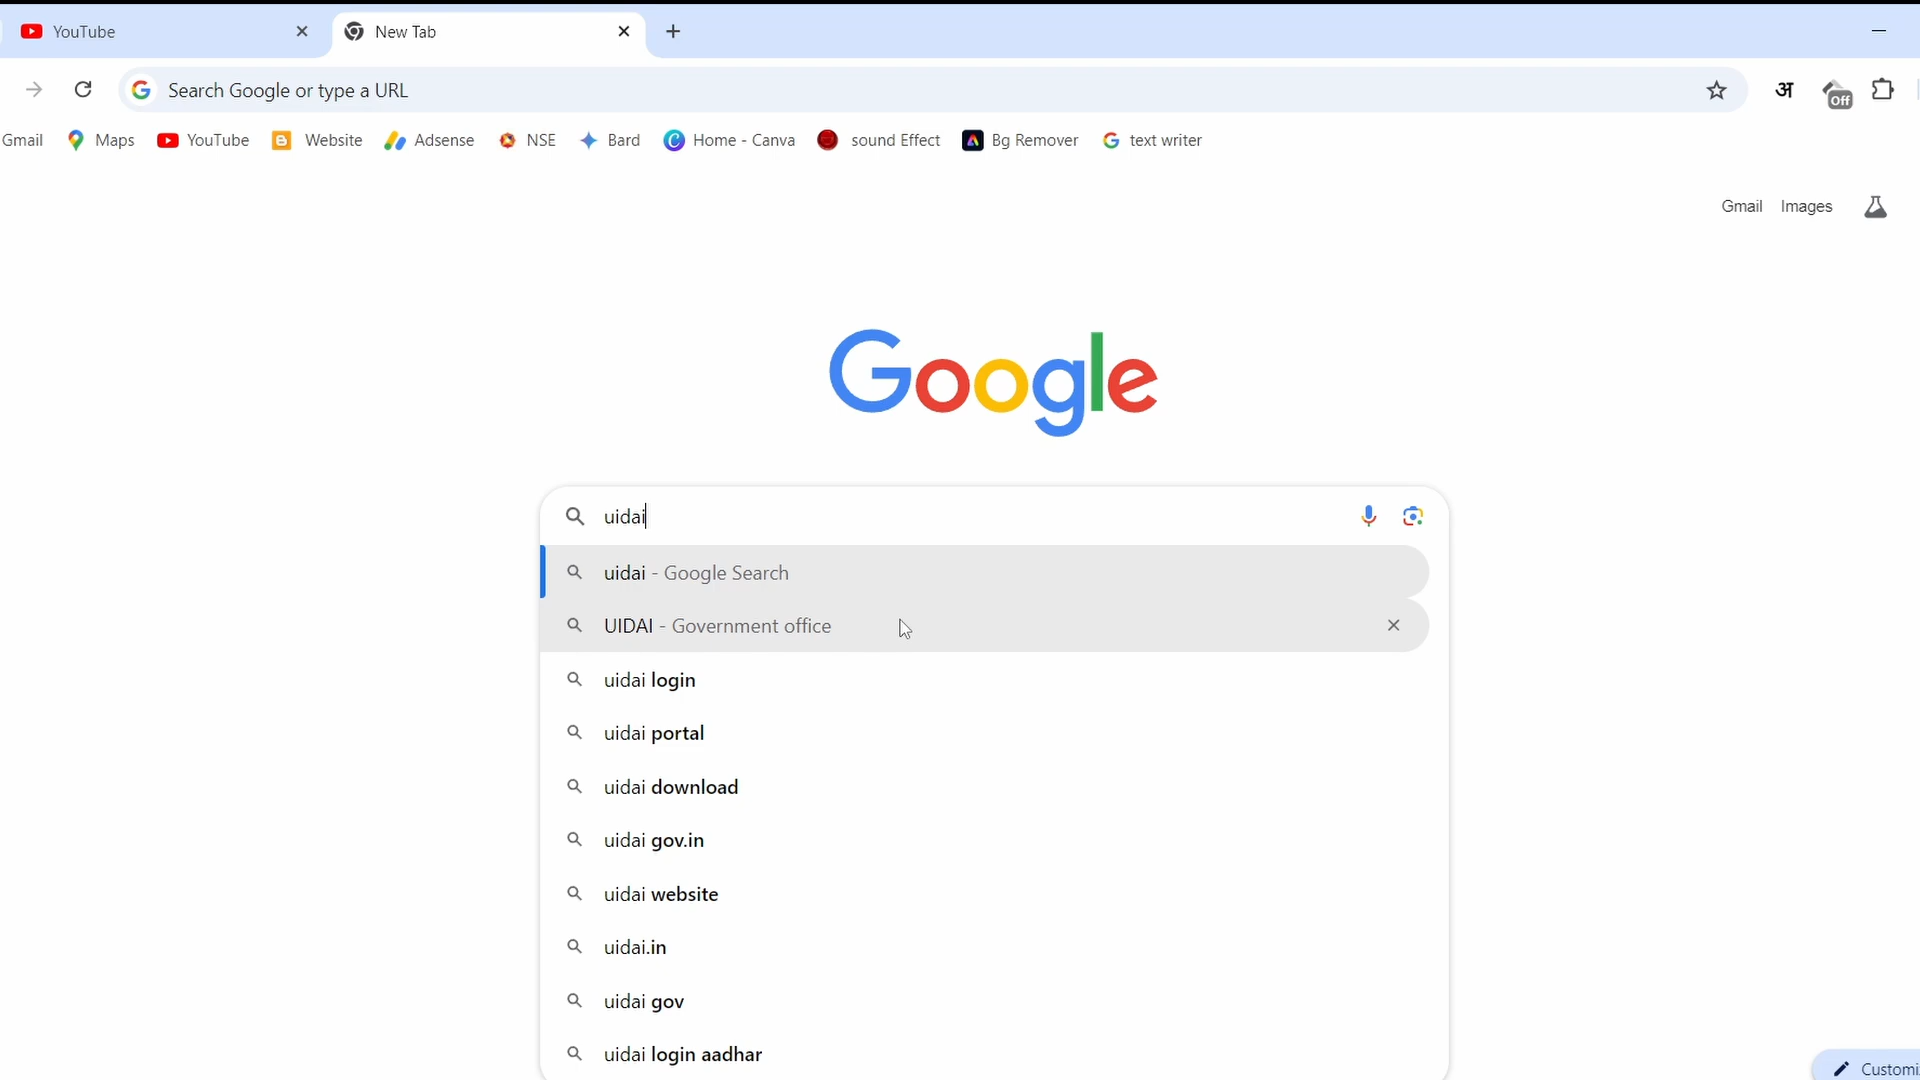 YouTube
New Tab
Search Google or type a URL
अ
Off
Gmail
Maps
YouTube
Website
Adsense
NSE
Bard
Home - Canva
sound Effect
Bg Remover
text writer
Gmail
Images
Google
uidai
uidai - Google Search
UIDAI - Government office
uidai login
uidai portal
uidai download
uidai gov.in
uidai website
uidai.in
uidai gov
uidai login aadhar